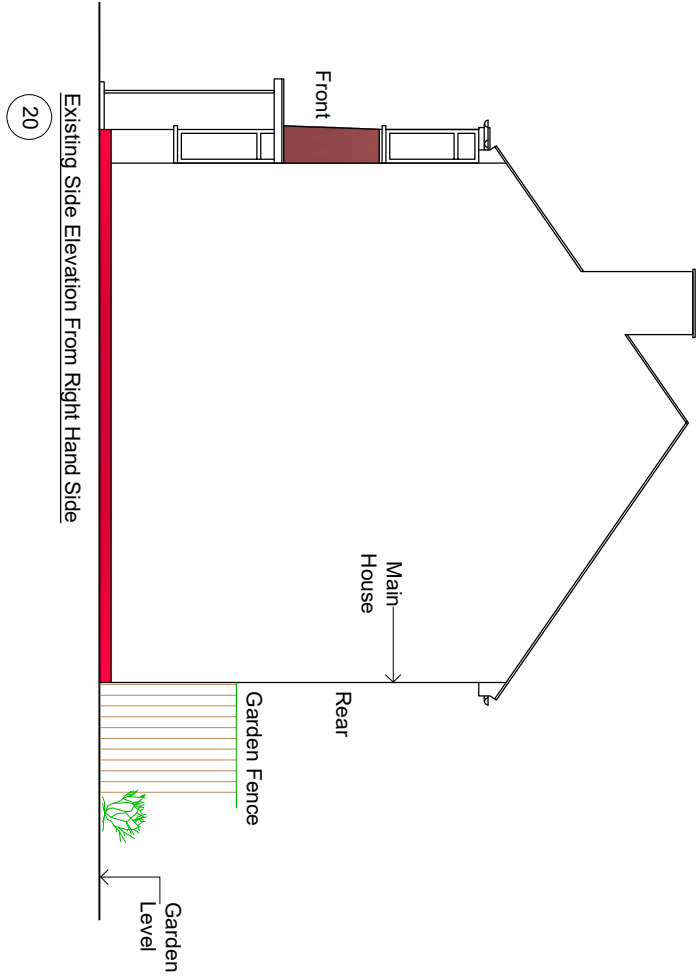 Front
Main
House
Rear
Garden Fence
Garden
Level
Existing Side Elevation From Right Hand Side
20